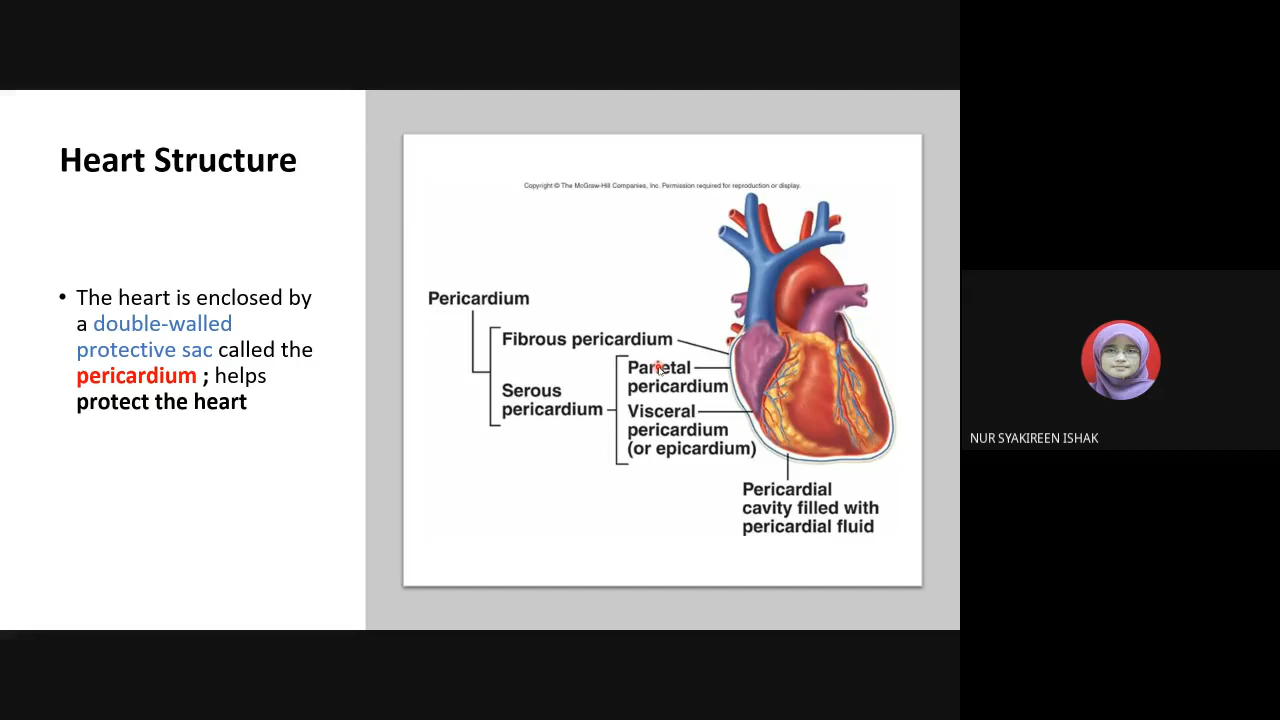 Heart Structure
• The heart is enclosed by
a double-walled
protective sac called the
pericardium ; helps
protect the heart
Copyright © The McGraw-Hill Companies, Inc. Permission required for reproduction or display.
Pericardium
Fibrous pericardium
Serous
pericardium
Parietal
pericardium
Visceral
pericardium
(or epicardium)
Pericardial
cavity filled with
pericardial fluid
NUR SYAKIREEN ISHAK